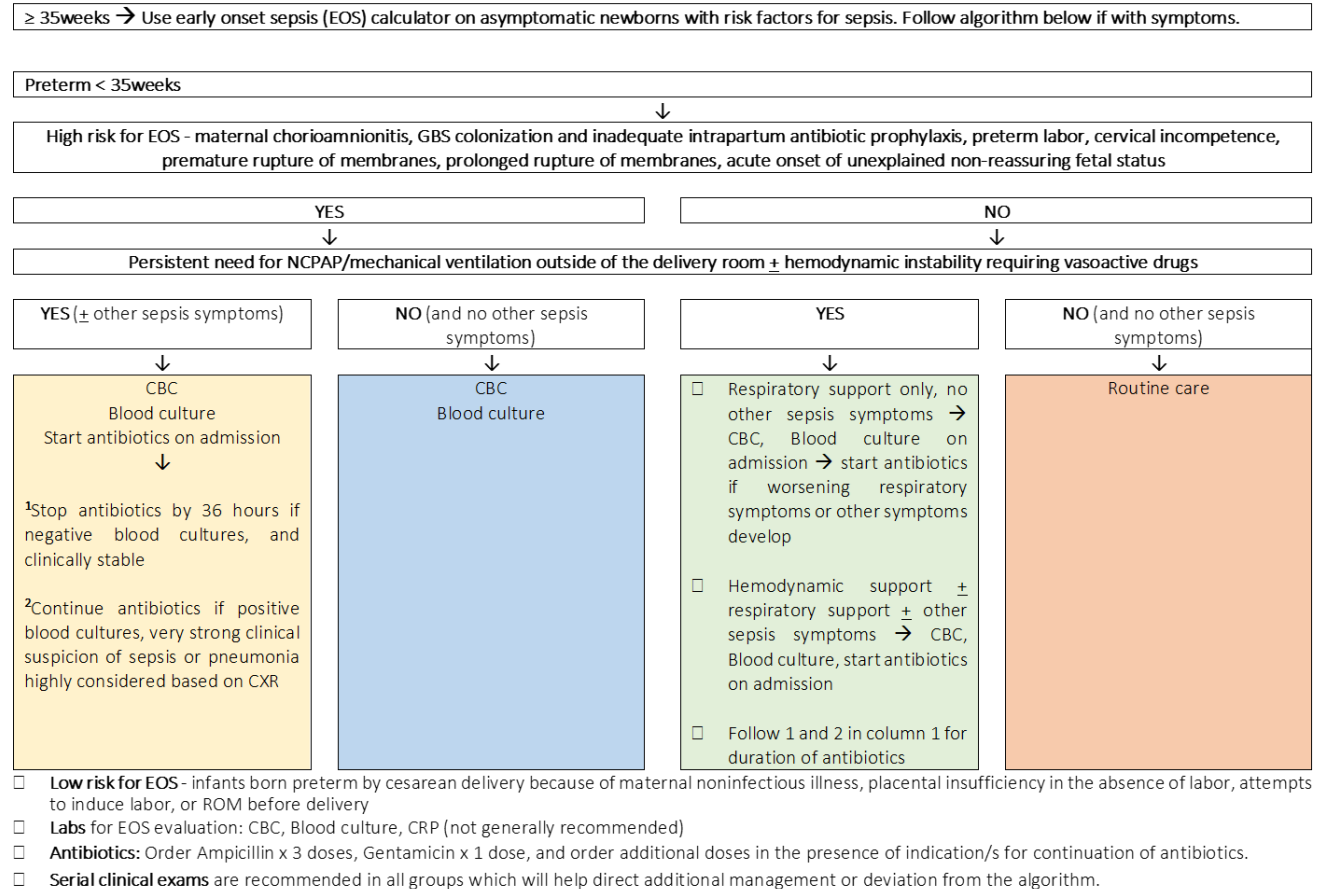 ≥ 35weeks → Use early onset sepsis (EOS) calculator on asymptomatic newborns with risk factors for sepsis. Follow algorithm below if with symptoms.
Preterm < 35weeks
↓
High risk for EOS - maternal chorioamnionitis, GBS colonization and inadequate intrapartum antibiotic prophylaxis, preterm labor, cervical incompetence,
premature rupture of membranes, prolonged rupture of membranes, acute onset of unexplained non-reassuring fetal status
YES
NO
↓
↓
Persistent need for NCPAP/mechanical ventilation outside of the delivery room ± hemodynamic instability requiring vasoactive drugs
YES (± other sepsis symptoms)
↓
CBC
Blood culture
Start antibiotics on admission
↓
¹Stop antibiotics by 36 hours if
negative blood cultures, and
clinically stable
²Continue antibiotics if positive
blood cultures, very strong clinical
suspicion of sepsis or pneumonia
highly considered based on CXR
NO (and no other sepsis
symptoms)
↓
CBC
Blood culture
YES
↓
□ Respiratory support only, no
other sepsis symptoms →
CBC, Blood culture on
admission → start antibiotics
if worsening respiratory
symptoms or other symptoms
develop
□ Hemodynamic support ±
respiratory support ± other
sepsis symptoms → CBC,
Blood culture, start antibiotics
on admission
□ Follow 1 and 2 in column 1 for
duration of antibiotics
NO (and no other sepsis
symptoms)
↓
Routine care
□ Low risk for EOS - infants born preterm by cesarean delivery because of maternal noninfectious illness, placental insufficiency in the absence of labor, attempts
to induce labor, or ROM before delivery
□ Labs for EOS evaluation: CBC, Blood culture, CRP (not generally recommended)
□ Antibiotics: Order Ampicillin x 3 doses, Gentamicin x 1 dose, and order additional doses in the presence of indication/s for continuation of antibiotics.
□ Serial clinical exams are recommended in all groups which will help direct additional management or deviation from the algorithm.